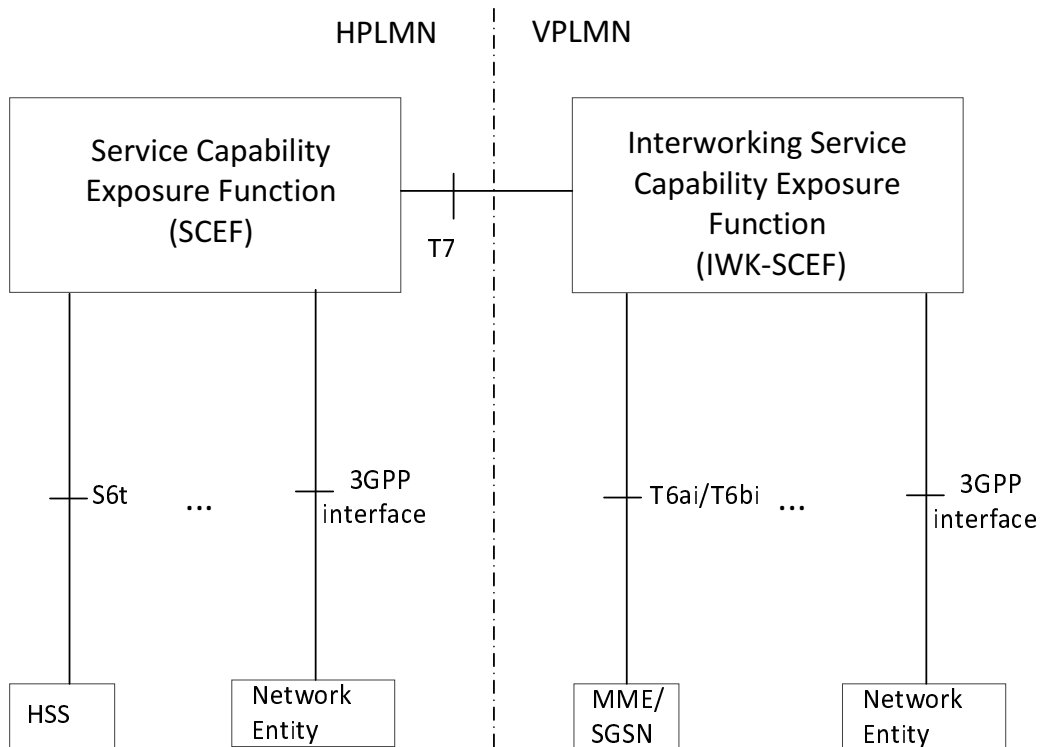 HPLMN
VPLMN
Service Capability
Exposure Function
(SCEF)
T7
Interworking Service
Capability Exposure
Function
(IWK-SCEF)
S6t
...
3GPP
interface
T6ai/T6bi
...
3GPP
interface
HSS
Network
Entity
MME/
SGSN
Network
Entity